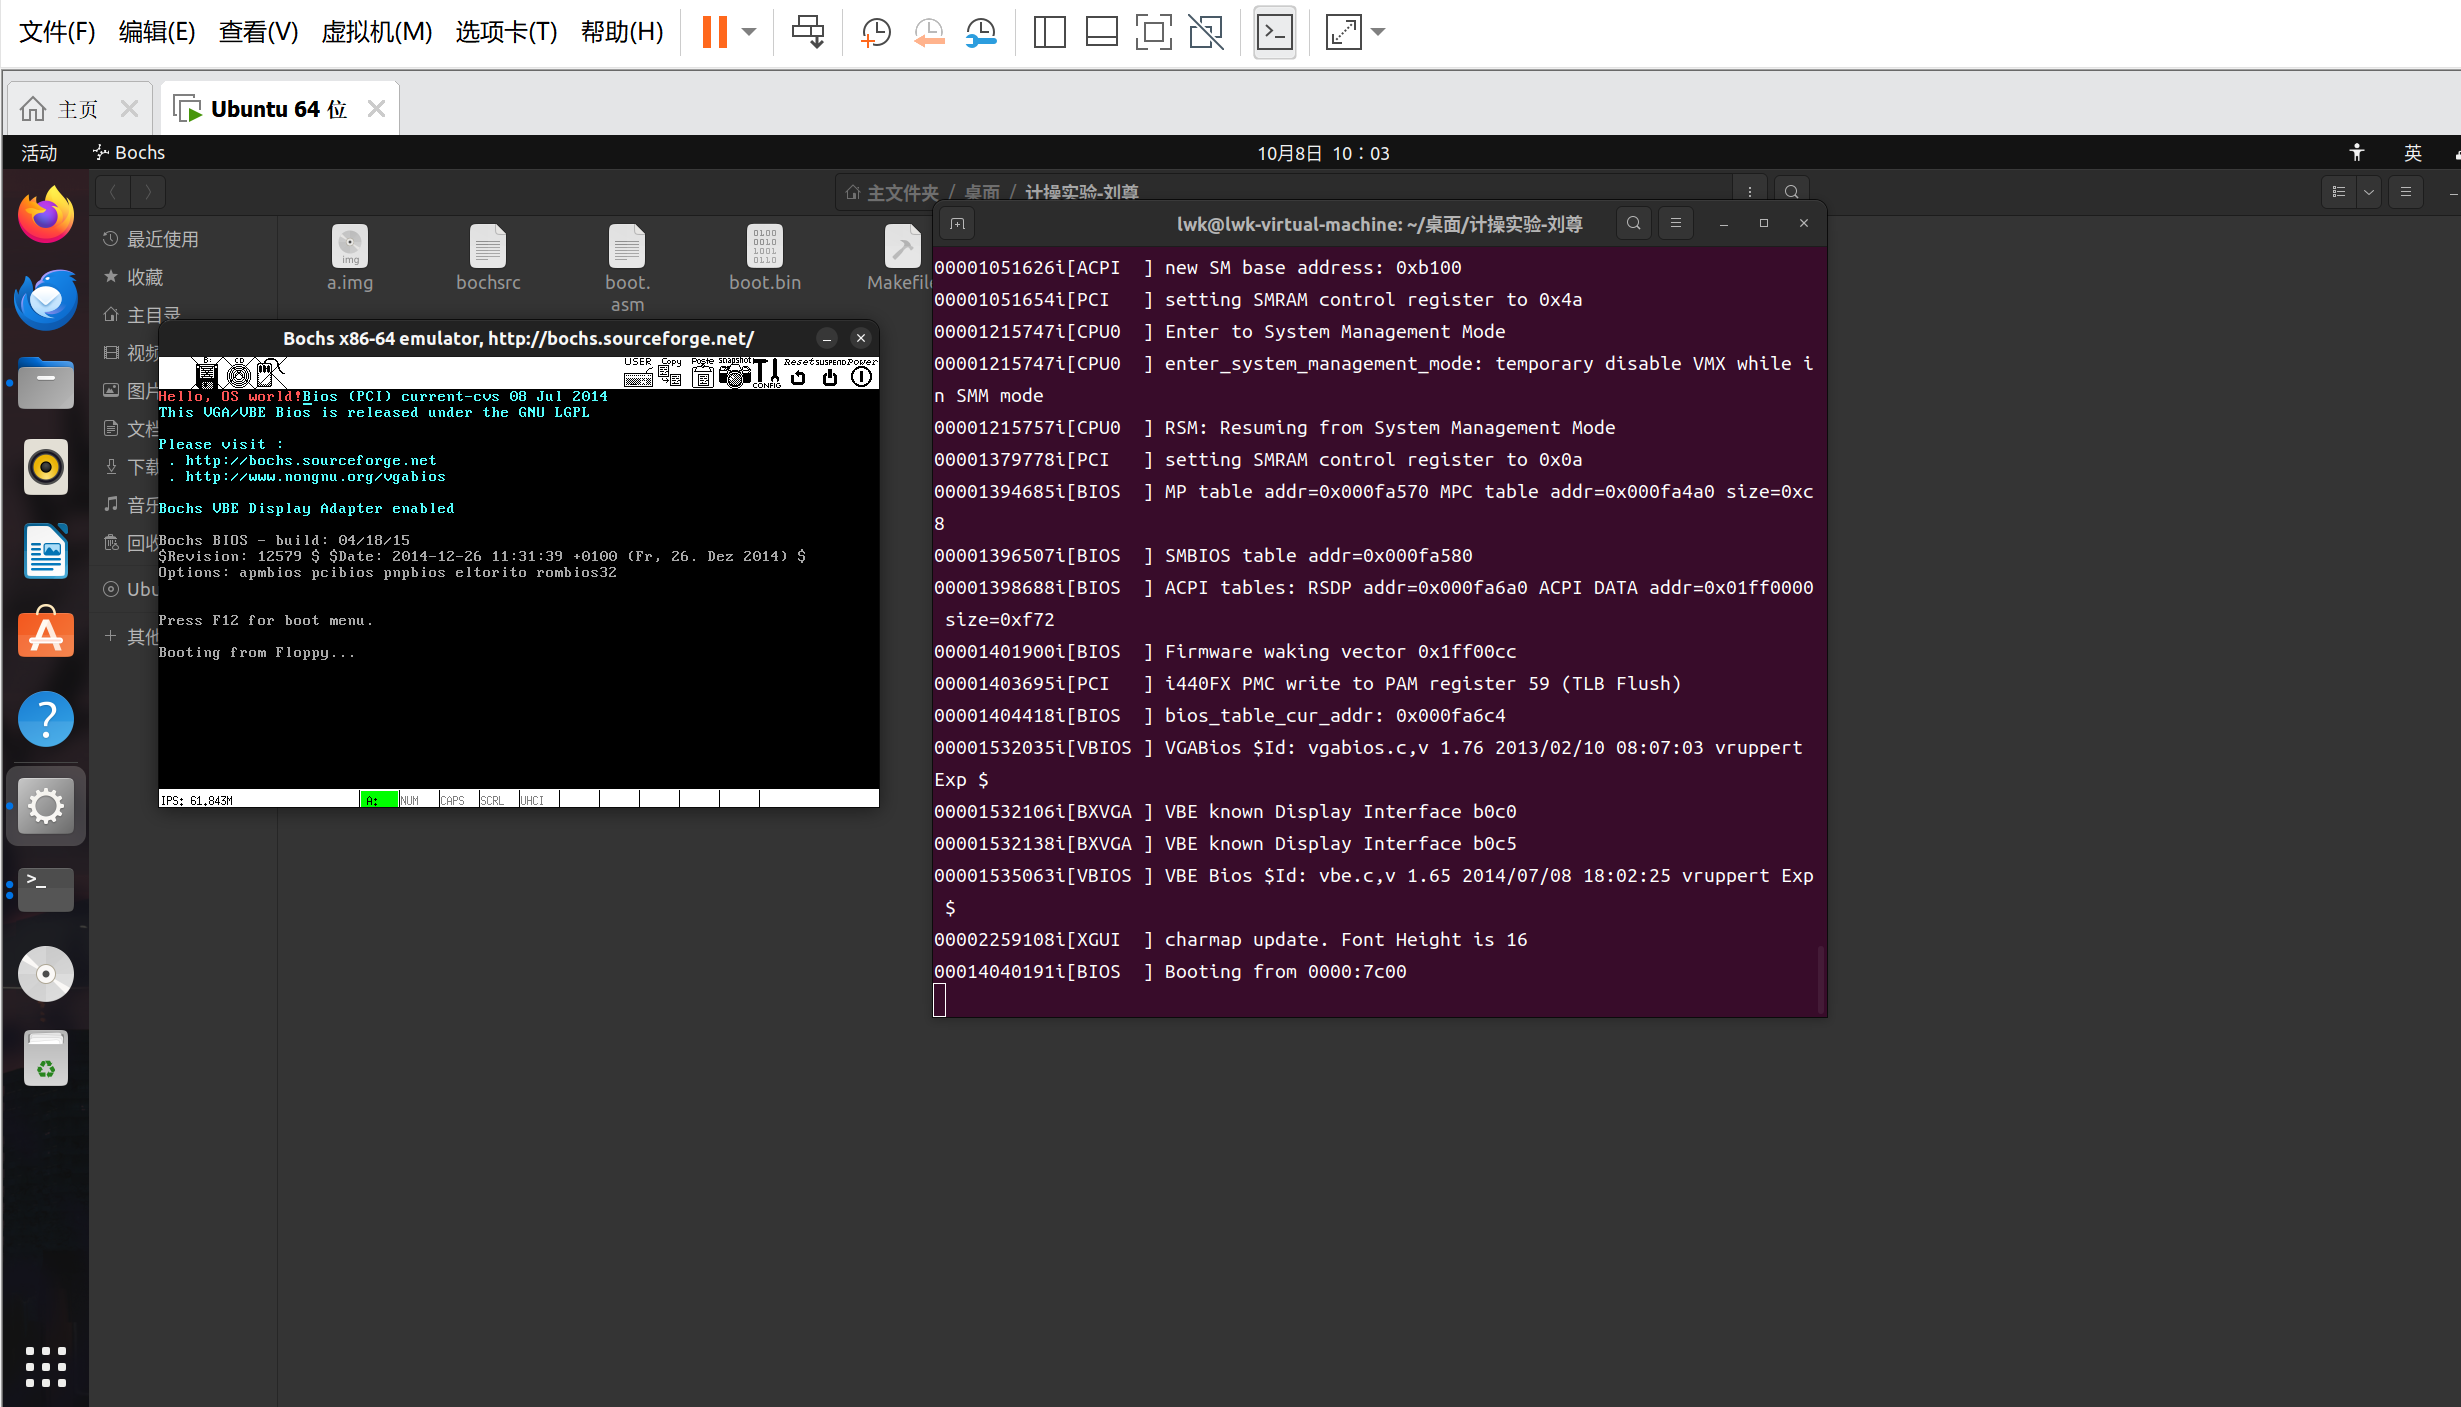 文件(F) 编辑(E) 查看(V) 虚拟机(M) 选项卡(T) 帮助(H)
主页
Ubuntu 64 位
活动 Bochs 10月8日 10：03 英
主文件夹 / 桌面 / 计操实验-刘尊
最近使用
收藏
主目录
视频
图片
文档
下载
音乐
回收
Ubu
其他
a.img
bochsrc
boot.
asm
boot.bin
Makefile
Bochs x86-64 emulator, http://bochs.sourceforge.net/
B: CD USER Copy Paste snapshot CONFIG Reset SUSPEND Power
Hello, OS world!Bios (PCI) current-cvs 08 Jul 2014
This VGA/VBE Bios is released under the GNU LGPL
Please visit :
. http://bochs.sourceforge.net
. http://www.nongnu.org/vgabios
Bochs VBE Display Adapter enabled
Bochs BIOS - build: 04/18/15
$Revision: 12579 $ $Date: 2014-12-26 11:31:39 +0100 (Fr, 26. Dez 2014) $
Options: apmbios pcibios pnpbios eltorito rombios32
Press F12 for boot menu.
Booting from Floppy...
IPS: 61.843M A: NUM CAPS SCRL UHCI
lwk@lwk-virtual-machine: ~/桌面/计操实验-刘尊
00001051626i[ACPI  ] new SM base address: 0xb100
00001051654i[PCI   ] setting SMRAM control register to 0x4a
00001215747i[CPU0  ] Enter to System Management Mode
00001215747i[CPU0  ] enter_system_management_mode: temporary disable VMX while i
n SMM mode
00001215757i[CPU0  ] RSM: Resuming from System Management Mode
00001379778i[PCI   ] setting SMRAM control register to 0x0a
00001394685i[BIOS  ] MP table addr=0x000fa570 MPC table addr=0x000fa4a0 size=0xc
8
00001396507i[BIOS  ] SMBIOS table addr=0x000fa580
00001398688i[BIOS  ] ACPI tables: RSDP addr=0x000fa6a0 ACPI DATA addr=0x01ff0000
size=0xf72
00001401900i[BIOS  ] Firmware waking vector 0x1ff00cc
00001403695i[PCI   ] i440FX PMC write to PAM register 59 (TLB Flush)
00001404418i[BIOS  ] bios_table_cur_addr: 0x000fa6c4
00001532035i[VBIOS ] VGABios $Id: vgabios.c,v 1.76 2013/02/10 08:07:03 vruppert
Exp $
00001532106i[BXVGA ] VBE known Display Interface b0c0
00001532138i[BXVGA ] VBE known Display Interface b0c5
00001535063i[VBIOS ] VBE Bios $Id: vbe.c,v 1.65 2014/07/08 18:02:25 vruppert Exp
$
00002259108i[XGUI  ] charmap update. Font Height is 16
00014040191i[BIOS  ] Booting from 0000:7c00